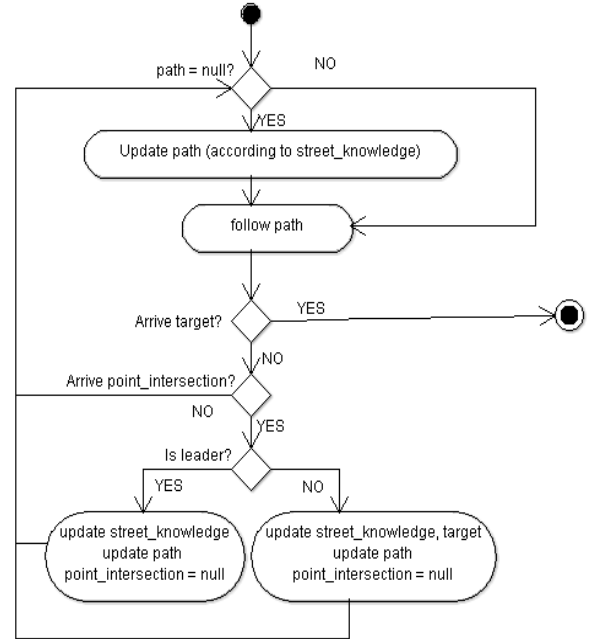 path = null?
NO
YES
Update path (according to street_knowledge)
follow path
Arrive target?
YES
NO
Arrive point_intersection?
NO
YES
Is leader?
YES
NO
update street_knowledge
update path
point_intersection = null
update street_knowledge, target
update path
point_intersection = null